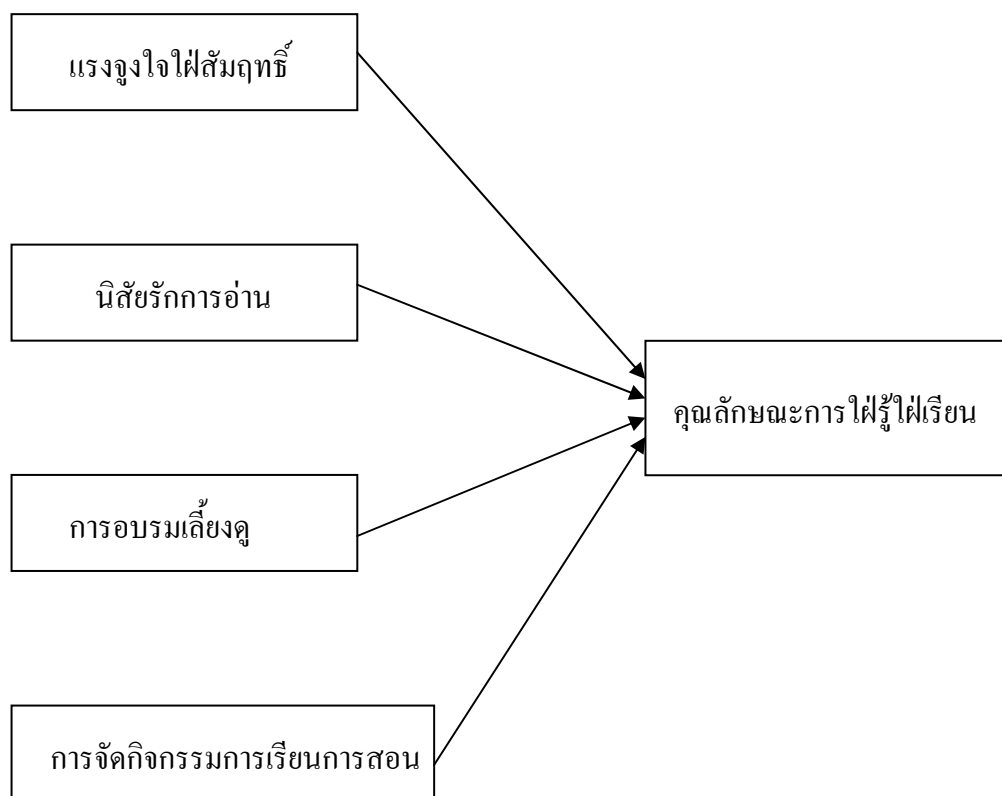 แรงจูงใจใฝ่สัมฤทธิ์
นิสัยรักการอ่าน
คุณลักษณะการใฝ่รู้ใฝ่เรียน
การอบรมเลี้ยงดู
การจัดกิจกรรมการเรียนการสอน